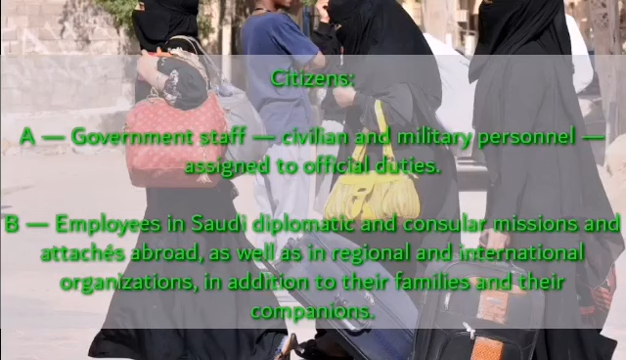 Citizens:
A — Government staff — civilian and military personnel —
assigned to official duties.
B — Employees in Saudi diplomatic and consular missions and
attachés abroad, as well as in regional and international
organizations, in addition to their families and their
companions.